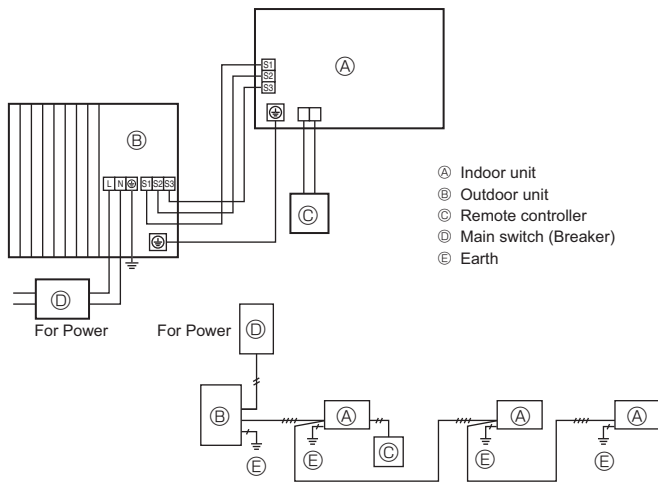 S1
S2
S3
Ⓐ
Ⓑ
L N S1 S2 S3
Ⓒ
Ⓐ Indoor unit
Ⓑ Outdoor unit
Ⓒ Remote controller
Ⓓ Main switch (Breaker)
Ⓔ Earth
Ⓓ
For Power
For Power Ⓓ
Ⓑ Ⓐ Ⓐ Ⓐ
Ⓒ
Ⓔ Ⓔ Ⓔ Ⓔ